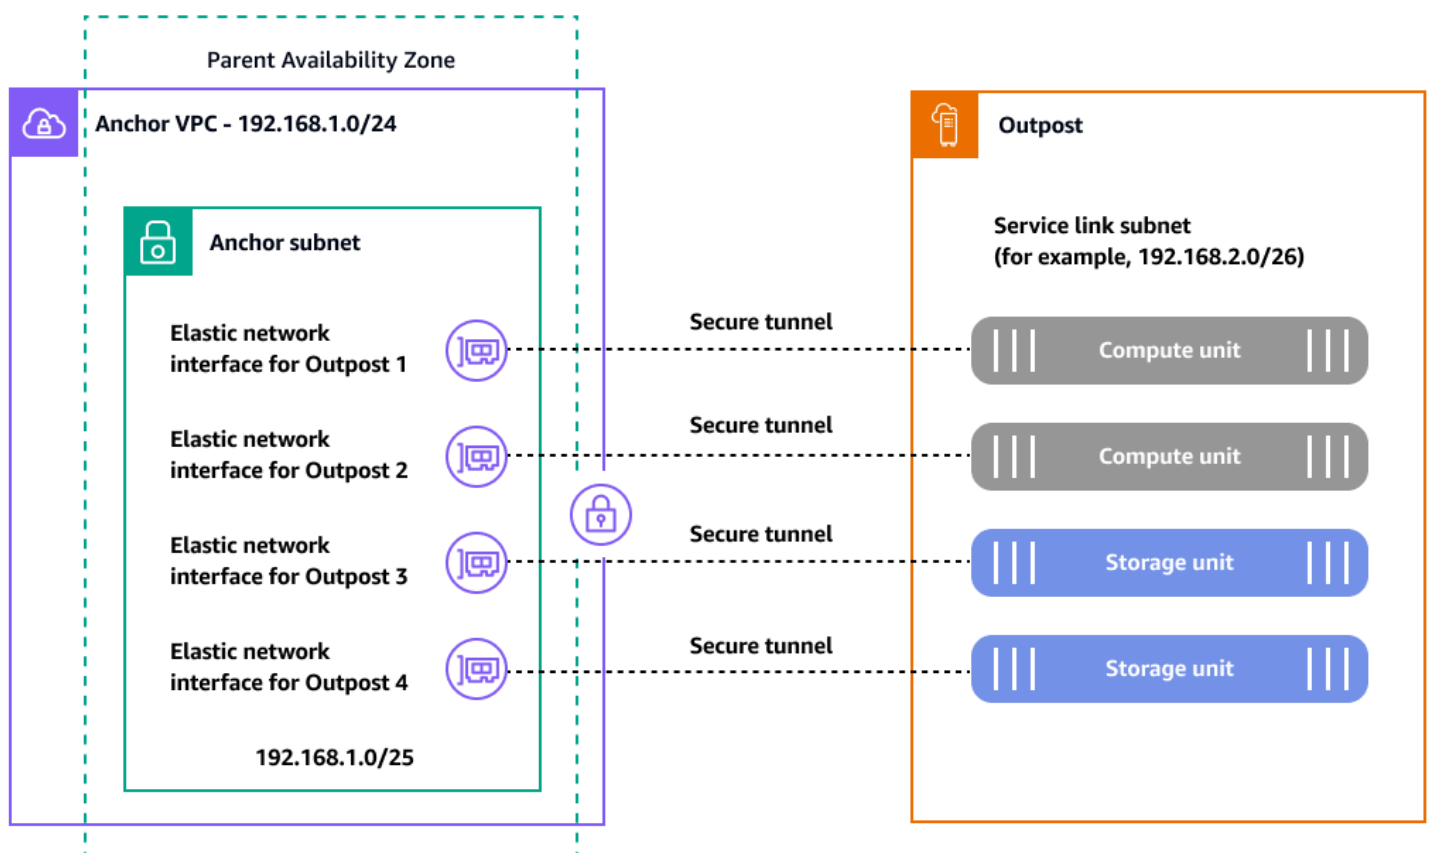 Parent Availability Zone
Anchor VPC - 192.168.1.0/24
Anchor subnet
Elastic network
interface for Outpost 1
Elastic network
interface for Outpost 2
Elastic network
interface for Outpost 3
Elastic network
interface for Outpost 4
192.168.1.0/25
Secure tunnel
Secure tunnel
Secure tunnel
Secure tunnel
Outpost
Service link subnet
(for example, 192.168.2.0/26)
Compute unit
Compute unit
Storage unit
Storage unit